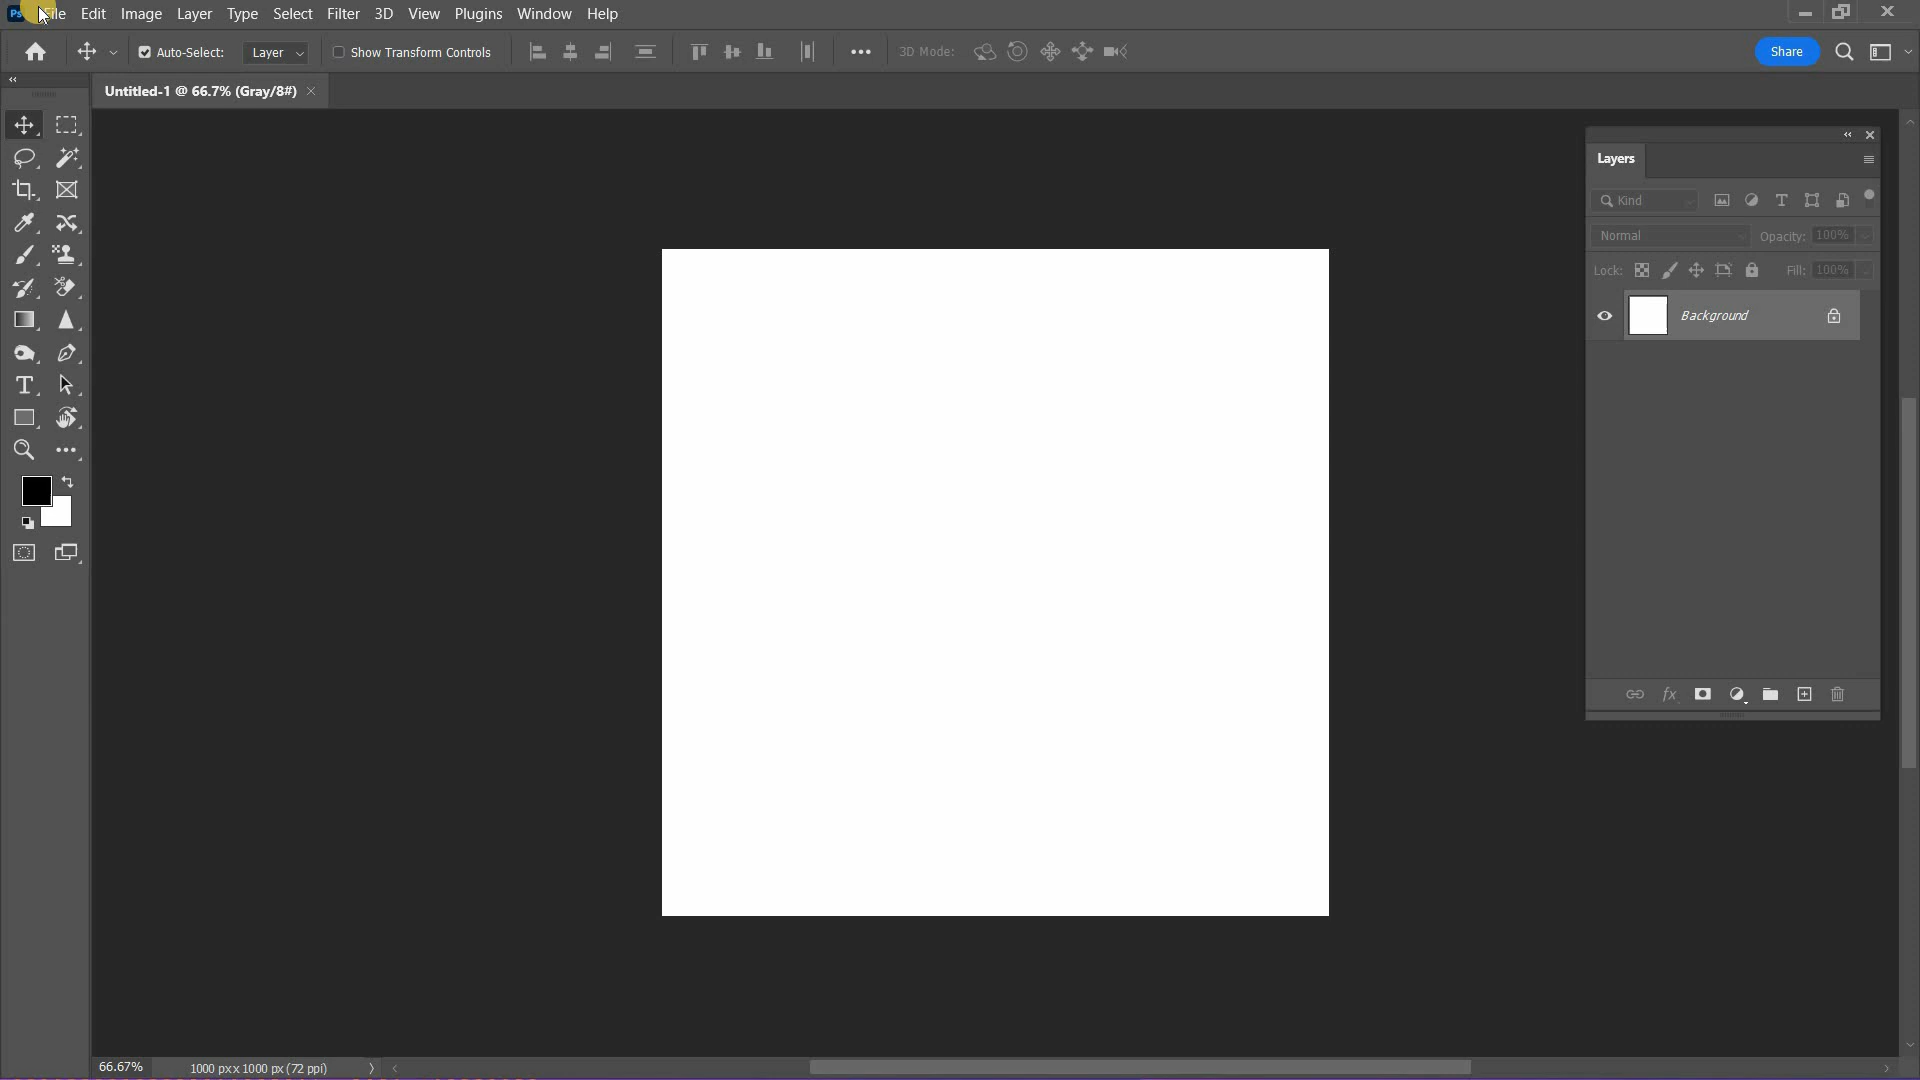 Ps File Edit Image Layer Type Select Filter 3D View Plugins Window Help
Auto-Select: Layer Show Transform Controls 3D Mode: Share
Untitled-1 @ 66.7% (Gray/8#)
Layers
Kind
Normal Opacity: 100%
Lock: Fill: 100%
Background
fx
66.67% 1000 px x 1000 px (72 ppi)